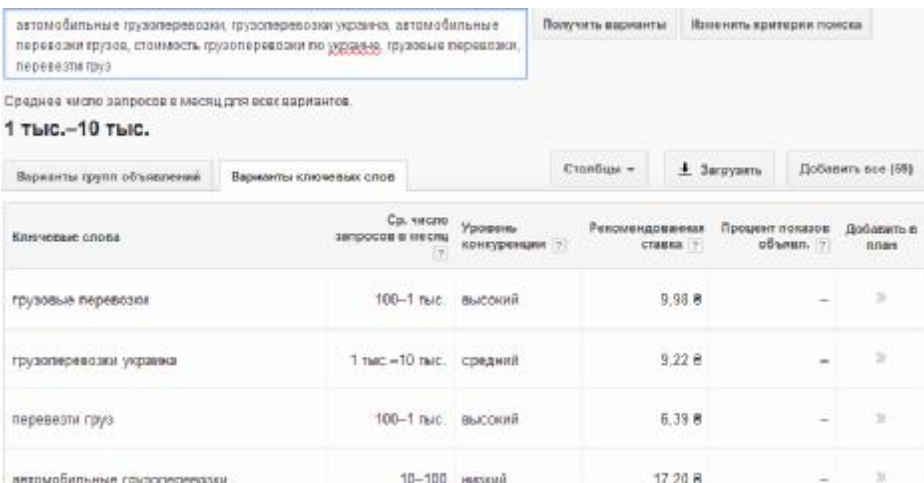 автомобильные грузоперевозки, грузоперевозки украина, автомобильные
перевозки грузов, стоимость грузоперевозки по украине, грузовые перевозки,
перевезти груз
Получить варианты
Изменить критерии поиска
Среднее число запросов в месяц для всех вариантов.
1 тыс.–10 тыс.
Варианты групп объявлений
Варианты ключевых слов
Столбцы
Загрузить
Добавить все (59)
Ключевые слова
Ср. число
запросов в месяц
?
Уровень
конкуренции ?
Рекомендованная
ставка ?
Процент показов
объявл. ?
Добавить в
план
грузовые перевозки 100–1 тыс. высокий 9,98 ₴ – »
грузоперевозки украина 1 тыс.–10 тыс. средний 9,22 ₴ – »
перевезти груз 100–1 тыс. высокий 6,39 ₴ – »
автомобильные грузоперевозки 10–100 низкий 17,20 ₴ – »